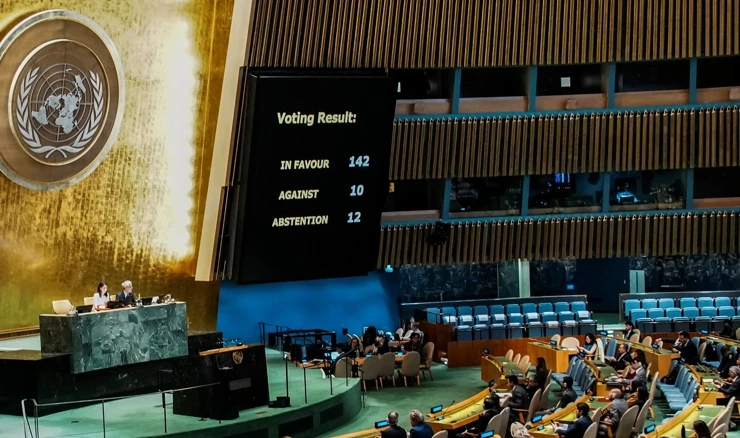 Voting Result:
IN FAVOUR 142
AGAINST 10
ABSTENTION 12